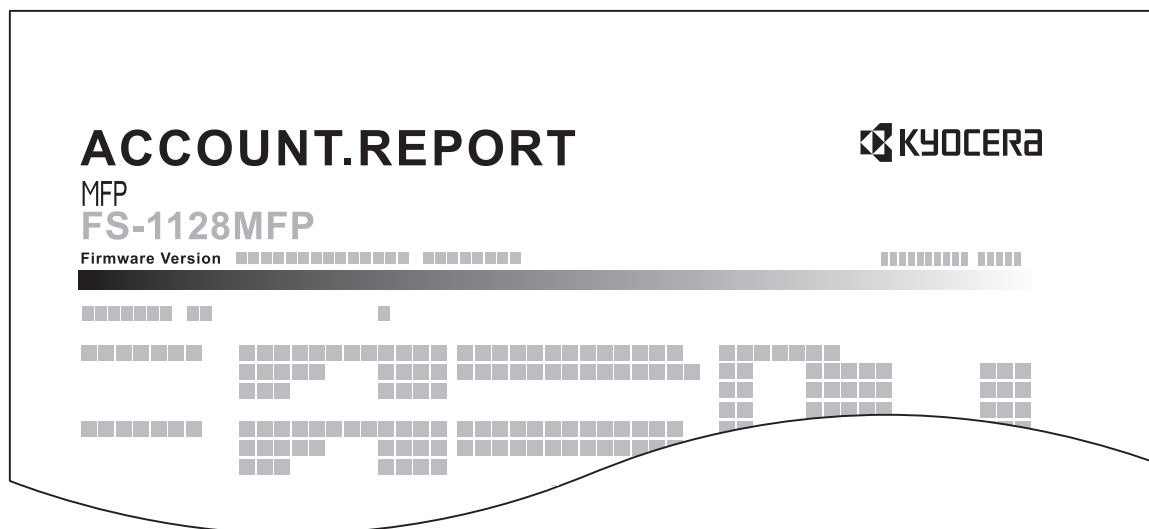 ACCOUNT.REPORT
KYOCERA
MFP
FS-1128MFP
Firmware Version